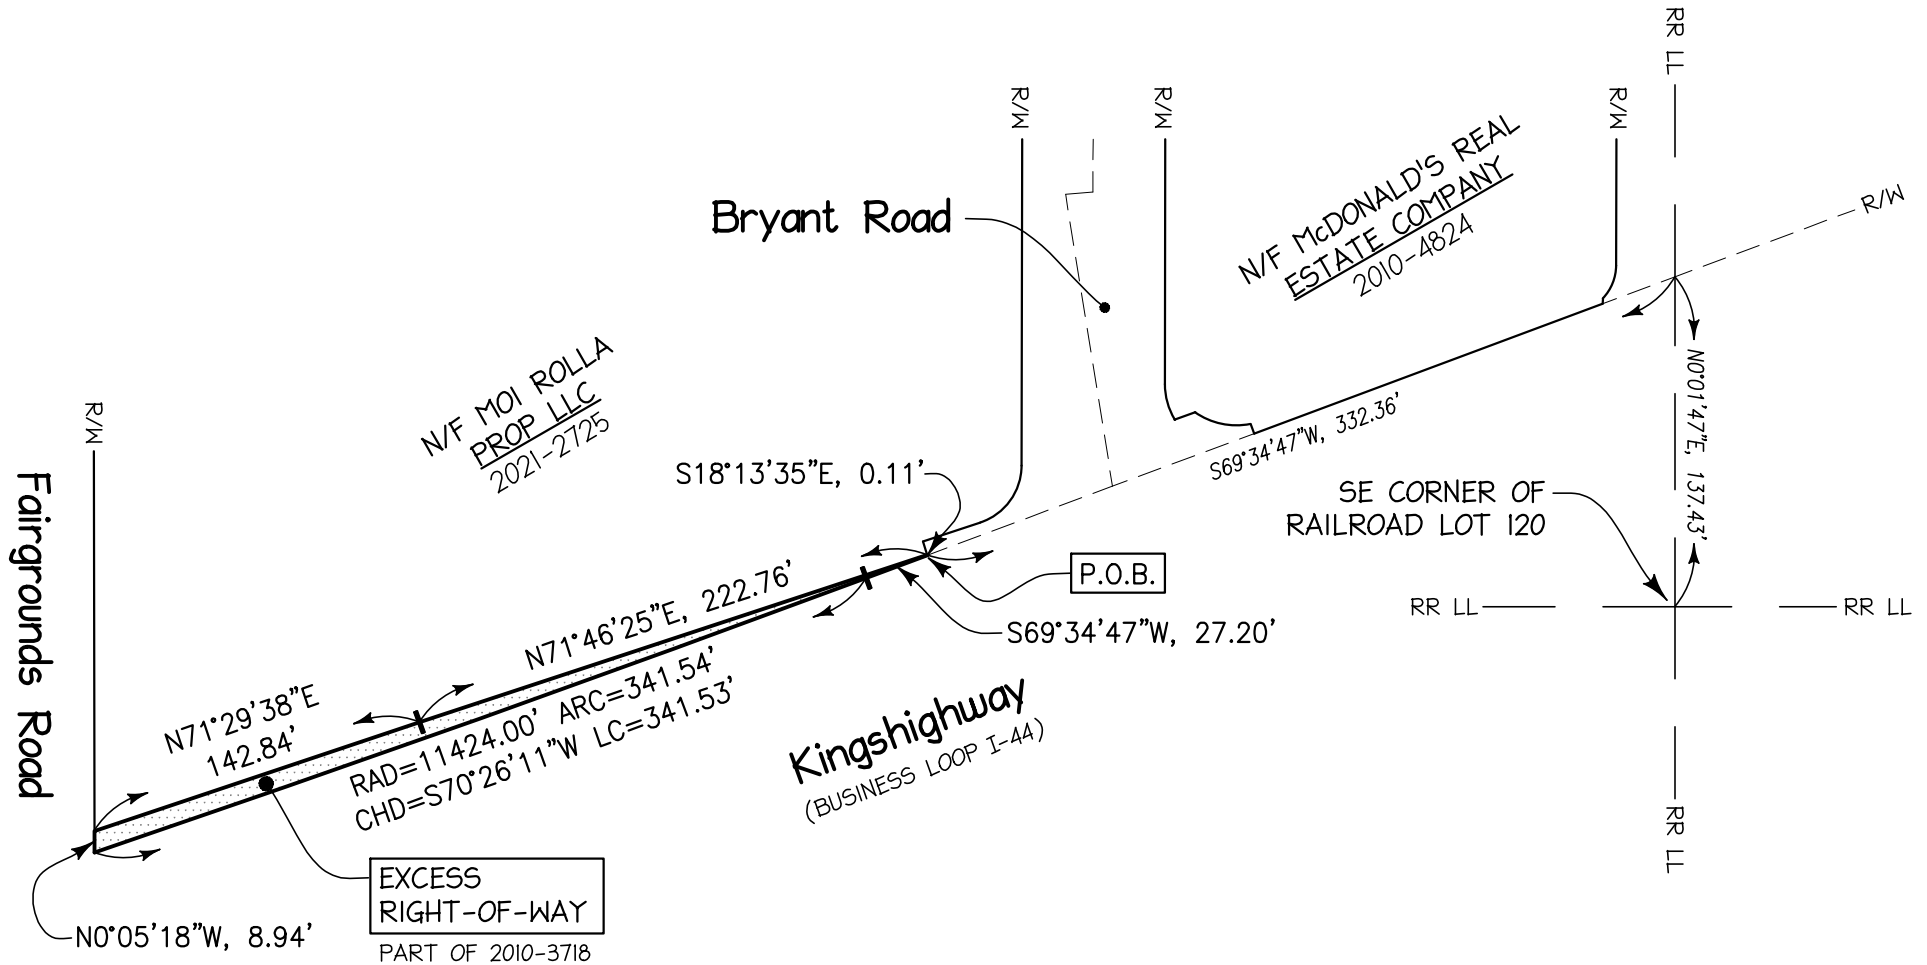 RR LL
R/W
R/W
R/W
R/W
N/F McDONALD'S REAL
ESTATE COMPANY
2010-4824
Bryant Road
N/F MOI ROLLA
PROP LLC
2021-2725
R/W
N0°01'47"E, 137.43'
S69°34'47"W, 332.36'
S18°13'35"E, 0.11'
SE CORNER OF
RAILROAD LOT 120
Fairgrounds Road
P.O.B.
RR LL
RR LL
N71°46'25"E, 222.76'
S69°34'47"W, 27.20'
N71°29'38"E
142.84'
RAD=11424.00' ARC=341.54'
CHD=S70°26'11"W LC=341.53'
Kingshighway
(BUSINESS LOOP I-44)
RR LL
EXCESS
RIGHT-OF-WAY
PART OF 2010-3718
N0°05'18"W, 8.94'